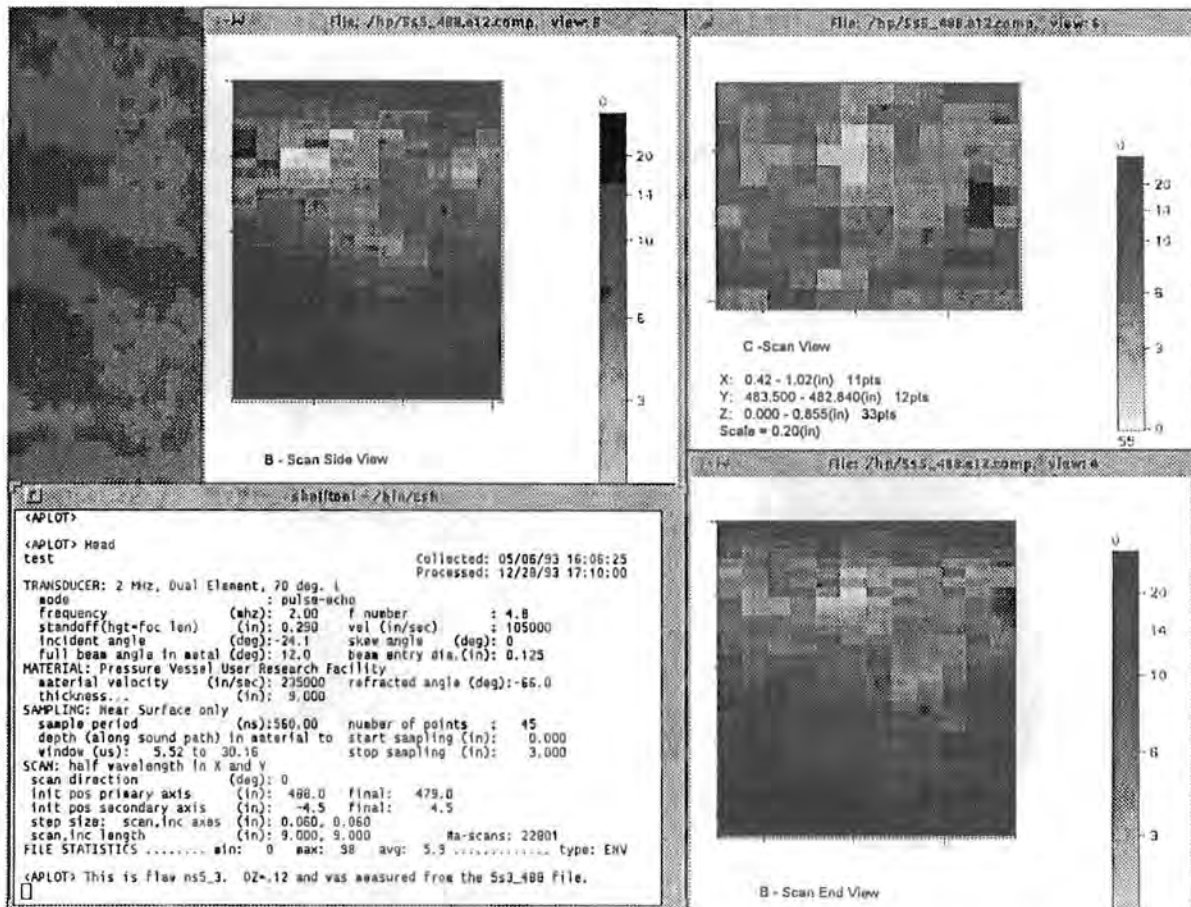 File: /hp/Ss5_488.e12.comp, view: 8
0
20
14
10
6
3
B - Scan Side View
File: /hp/Ss5_488.e12.comp, view: 6
0
20
14
10
6
3
0
55
C -Scan View
X: 0.42 - 1.02(in) 11pts
Y: 483.500 - 482.840(in) 12pts
Z: 0.000 - 0.855(in) 33pts
Scale = 0.20(in)
shelltool - /bin/csh
<APLOT>
<APLOT> Head
test Collected: 05/06/93 16:06:25
Processed: 12/28/93 17:10:00
TRANSDUCER: 2 MHz, Dual Element, 70 deg. L
mode : pulse-echo
frequency (mhz): 2.00 f number : 4.8
standoff(hgt=foc len) (in): 0.290 vel (in/sec) : 105000
incident angle (deg):-24.1 skew angle (deg): 0
full beam angle in metal (deg): 12.0 beam entry dia.(in): 0.125
MATERIAL: Pressure Vessel User Research Facility
material velocity (in/sec): 235000 refracted angle (deg):-66.0
thickness... (in): 9.000
SAMPLING: Near Surface only
sample period (ns):560.00 number of points : 45
depth (along sound path) in material to start sampling (in): 0.000
window (us): 5.52 to 30.16 stop sampling (in): 3.000
SCAN: half wavelength in X and Y
scan direction (deg): 0
init pos primary axis (in): 488.0 final: 479.0
init pos secondary axis (in): -4.5 final: 4.5
step size: scan,inc axes (in): 0.060, 0.060
scan,inc length (in): 9.000, 9.000 #a-scans: 22801
FILE STATISTICS ........ min: 0 max: 98 avg: 5.9 ............. type: ENV
<APLOT> This is flaw ns5_3. DZ=.12 and was measured from the Ss3_488 file.
File: /hp/Ss5_488.e12.comp, view: 4
0
20
14
10
6
3
B - Scan End View